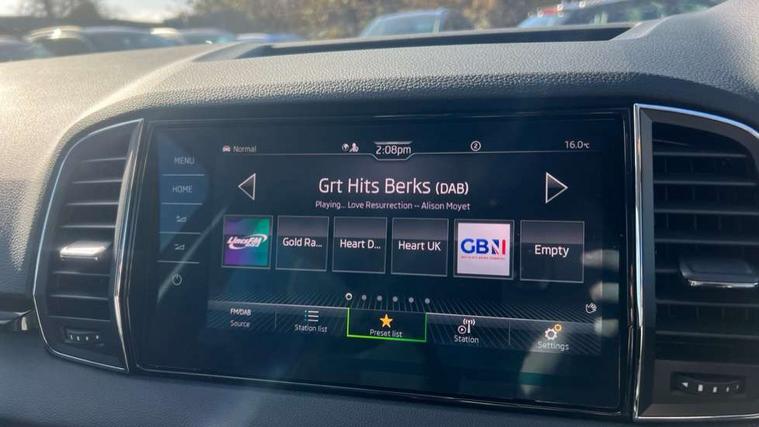 MENU
HOME
Normal
2:08pm
2
16.0°C
Grt Hits Berks (DAB)
Playing... Love Resurrection -- Alison Moyet
Gold Ra...
Heart D...
Heart UK
GBN
Empty
FM/DAB
Source
Station list
Preset list
Station
Settings